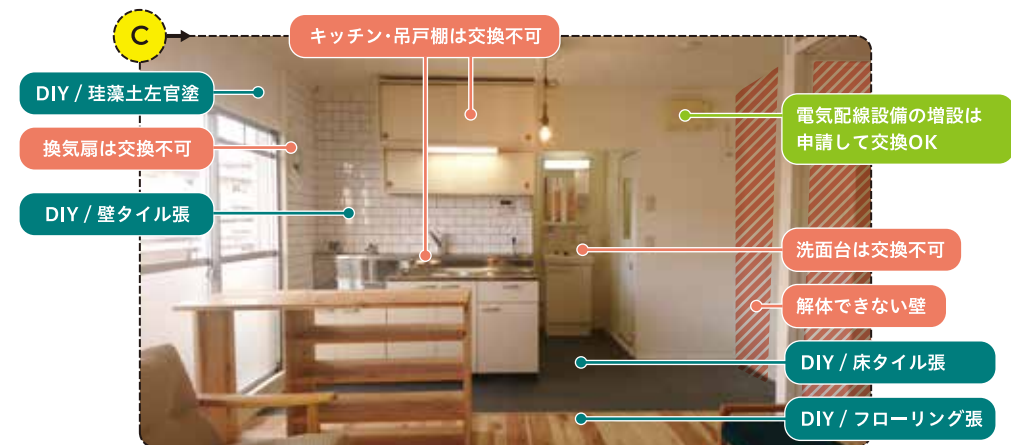 C
キッチン・吊戸棚は交換不可
DIY / 珪藻土左官塗
換気扇は交換不可
DIY / 壁タイル張
電気配線設備の増設は
申請して交換OK
洗面台は交換不可
解体できない壁
DIY / 床タイル張
DIY / フローリング張